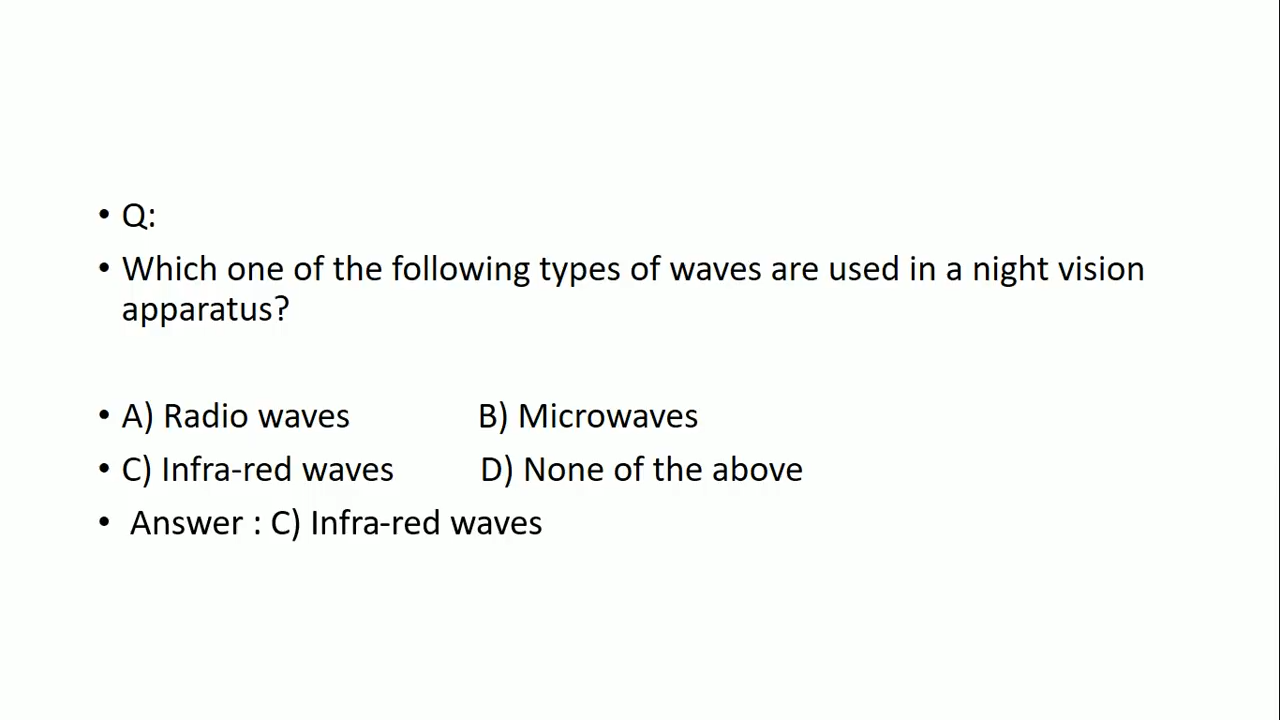 • Q:
• Which one of the following types of waves are used in a night vision
apparatus?
• A) Radio waves B) Microwaves
• C) Infra-red waves D) None of the above
• Answer : C) Infra-red waves